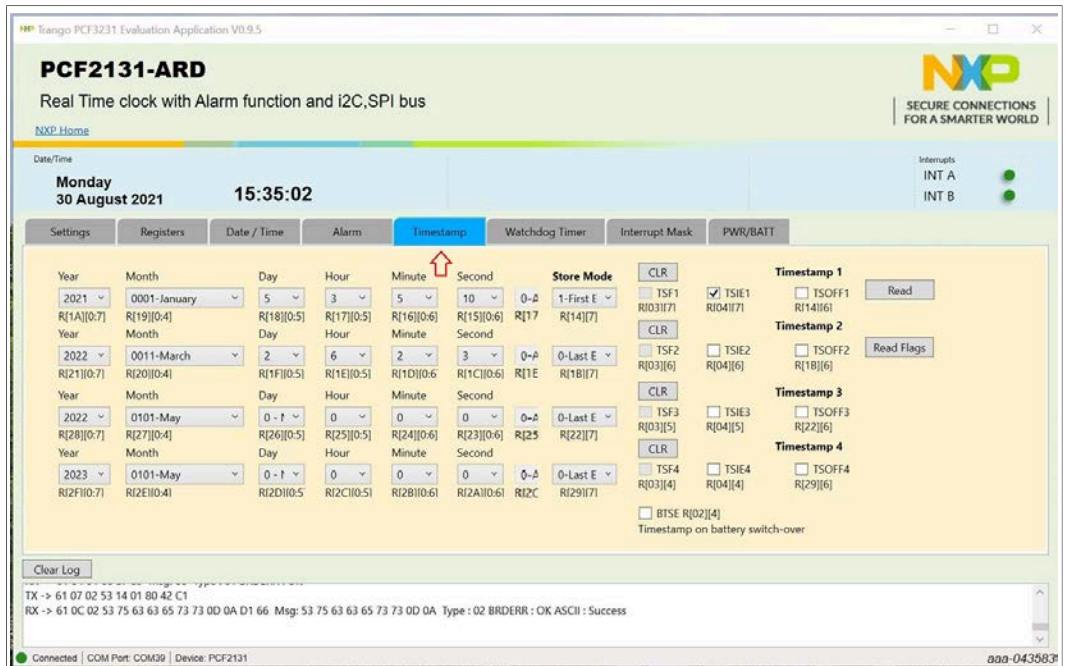 Trango PCF3231 Evaluation Application V0.9.5
PCF2131-ARD
Real Time clock with Alarm function and i2C,SPI bus
NXP Home
NXP
SECURE CONNECTIONS
FOR A SMARTER WORLD
Date/Time
Monday
30 August 2021
15:35:02
Interrupts
INT A
INT B
Settings Registers Date / Time Alarm Timestamp Watchdog Timer Interrupt Mask PWR/BATT
Year Month Day Hour Minute Second Store Mode CLR Timestamp 1
2021 0001-January 5 3 5 10 0-A 1-First E TSF1 TSIE1 TSOFF1 Read
R[1A][0:7] R[19][0:4] R[18][0:5] R[17][0:5] R[16][0:6] R[15][0:6] R[17 R[14][7] R[03][7] R[04][7] R[14][6]
Year Month Day Hour Minute Second CLR Timestamp 2
2022 0011-March 2 6 2 3 0-A 0-Last E TSF2 TSIE2 TSOFF2 Read Flags
R[21][0:7] R[20][0:4] R[1F][0:5] R[1E][0:5] R[1D][0:6 R[1C][0:6] R[1E R[1B][7] R[03][6] R[04][6] R[1B][6]
Year Month Day Hour Minute Second CLR Timestamp 3
2022 0101-May 0 - 0 0 0 0-A 0-Last E TSF3 TSIE3 TSOFF3
R[28][0:7] R[27][0:4] R[26][0:5] R[25][0:5] R[24][0:6] R[23][0:6] R[25 R[22][7] R[03][5] R[04][5] R[22][6]
Year Month Day Hour Minute Second CLR Timestamp 4
2023 0101-May 0 - 0 0 0 0-A 0-Last E TSF4 TSIE4 TSOFF4
R[2F][0:7] R[2E][0:4] R[2D][0:5 R[2C][0:5] R[2B][0:6] R[2A][0:6] R[2C R[29][7] R[03][4] R[04][4] R[29][6]
BTSE R[02][4]
Timestamp on battery switch-over
Clear Log
TX -> 61 07 02 53 14 01 80 42 C1
RX -> 61 0C 02 53 75 63 63 65 73 73 0D 0A D1 66 Msg: 53 75 63 63 65 73 73 0D 0A Type : 02 BRDERR : OK ASCII : Success
Connected COM Port: COM39 Device: PCF2131
aaa-043583